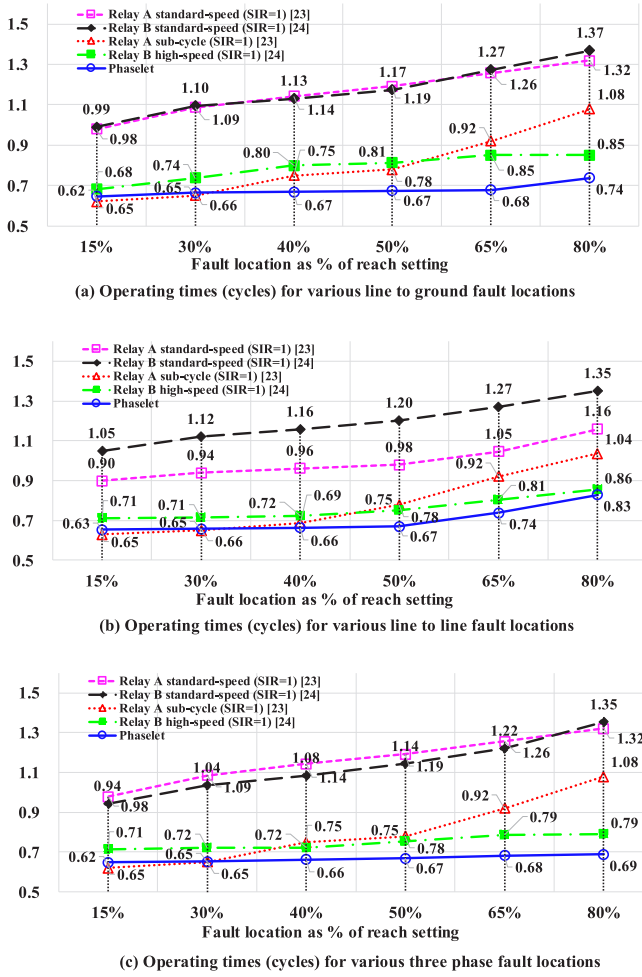 Relay A standard-speed (SIR=1) [23]
Relay B standard-speed (SIR=1) [24]
Relay A sub-cycle (SIR=1) [23]
Relay B high-speed (SIR=1) [24]
Phaselet
1.5
1.3
1.1
0.9
0.7
0.5
0.99 1.10 1.13 1.17 1.27 1.37
0.98 1.09 1.14 1.19 1.26 1.32
0.92 1.08
0.68 0.74 0.80 0.75 0.81 0.85 0.85
0.62 0.65 0.78
0.65 0.66 0.67 0.67 0.68 0.74
15% 30% 40% 50% 65% 80%
Fault location as % of reach setting
(a) Operating times (cycles) for various line to ground fault locations
Relay A standard-speed (SIR=1) [23]
Relay B standard-speed (SIR=1) [24]
Relay A sub-cycle (SIR=1) [23]
Relay B high-speed (SIR=1) [24]
Phaselet
1.5
1.3
1.1
0.9
0.7
0.5
1.05 1.12 1.16 1.20 1.27 1.35
0.90 0.94 0.96 0.98 1.05 1.16
0.92 1.04
0.71 0.71 0.72 0.69 0.75 0.81 0.86
0.63 0.65 0.78
0.65 0.66 0.66 0.67 0.74 0.83
15% 30% 40% 50% 65% 80%
Fault location as % of reach setting
(b) Operating times (cycles) for various line to line fault locations
Relay A standard-speed (SIR=1) [23]
Relay B standard-speed (SIR=1) [24]
Relay A sub-cycle (SIR=1) [23]
Relay B high-speed (SIR=1) [24]
Phaselet
1.5
1.3
1.1
0.9
0.7
0.5
0.94 1.04 1.08 1.14 1.22 1.35
0.98 1.09 1.14 1.19 1.26 1.32
0.92 1.08
0.71 0.72 0.72 0.75 0.75 0.79 0.79
0.62 0.65 0.78
0.65 0.65 0.66 0.67 0.68 0.69
15% 30% 40% 50% 65% 80%
Fault location as % of reach setting
(c) Operating times (cycles) for various three phase fault locations